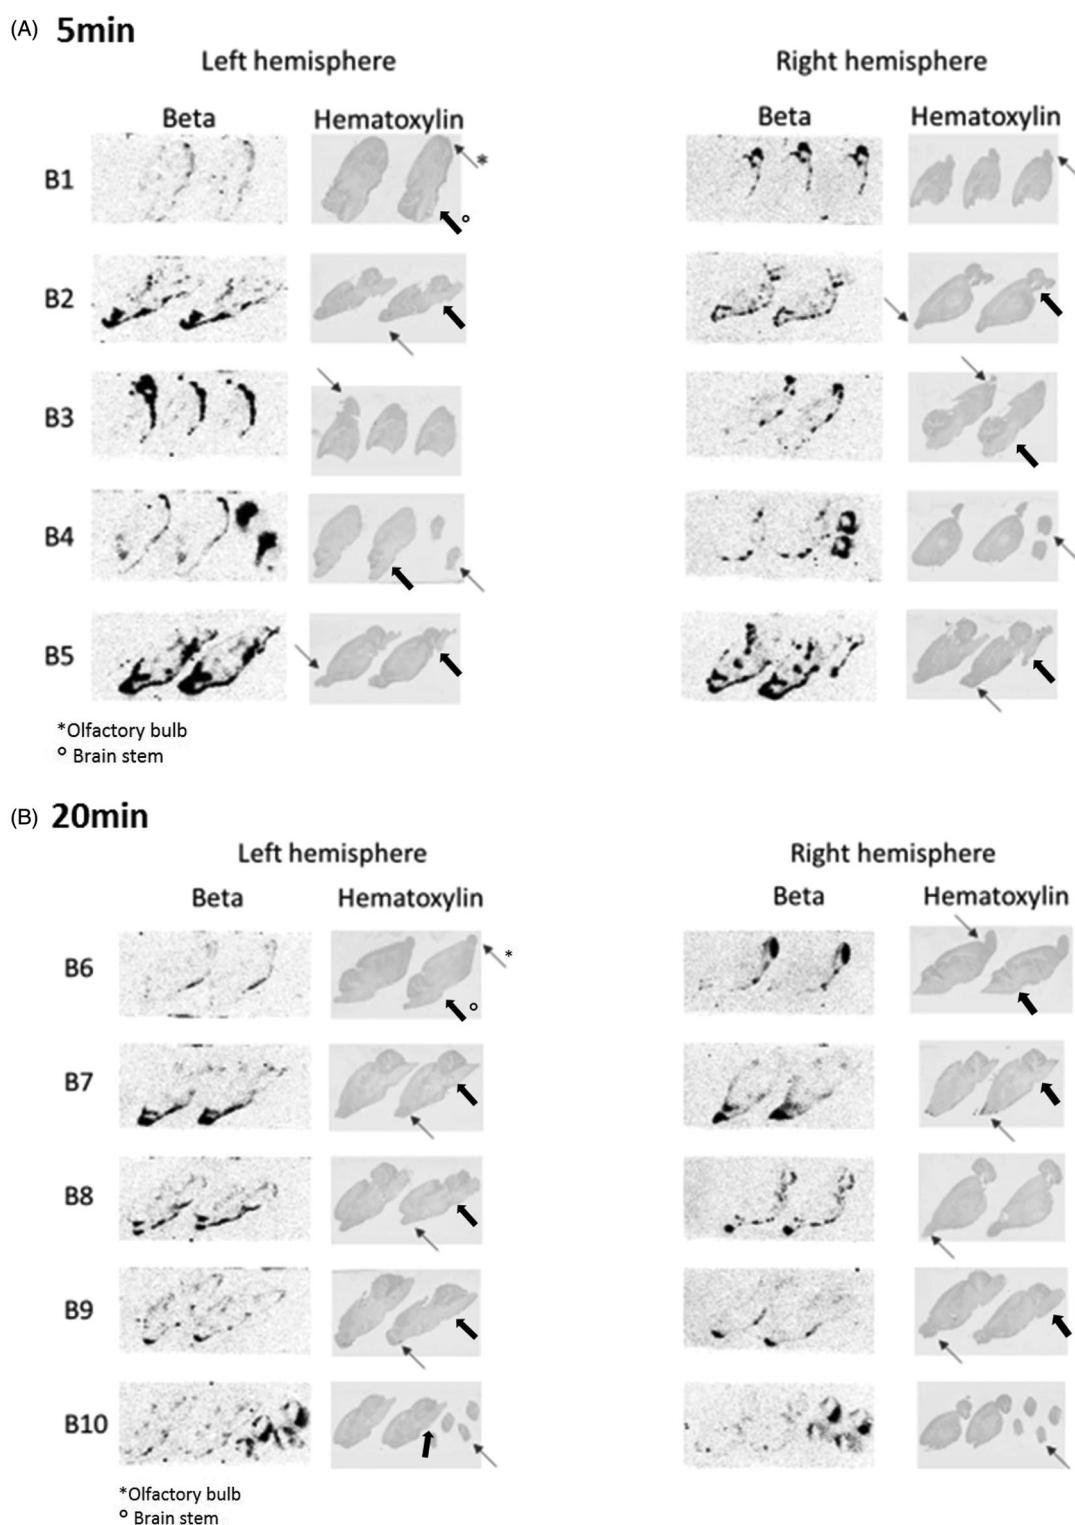 (A) 5min
Left hemisphere Right hemisphere
Beta Hematoxylin Beta Hematoxylin
B1
*
°
B2
B3
B4
B5
*Olfactory bulb
° Brain stem
(B) 20min
Left hemisphere Right hemisphere
Beta Hematoxylin Beta Hematoxylin
B6
*
°
B7
B8
B9
B10
*Olfactory bulb
° Brain stem